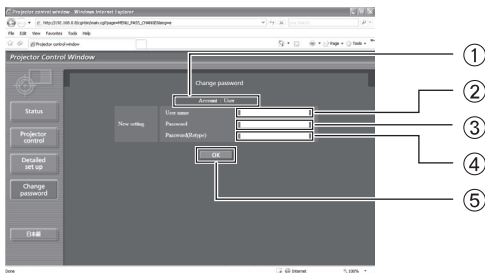 Projector control window - Windows Internet Explorer
File Edit View Favorites Tools Help
Projector control window
Page Tools
Projector Control Window
Change password
Account : User
New setting
User name
Password
Password(Retype)
OK
Status
Projector control
Detailed set up
Change password
日本語
Done
Internet
100%
①
②
③
④
⑤